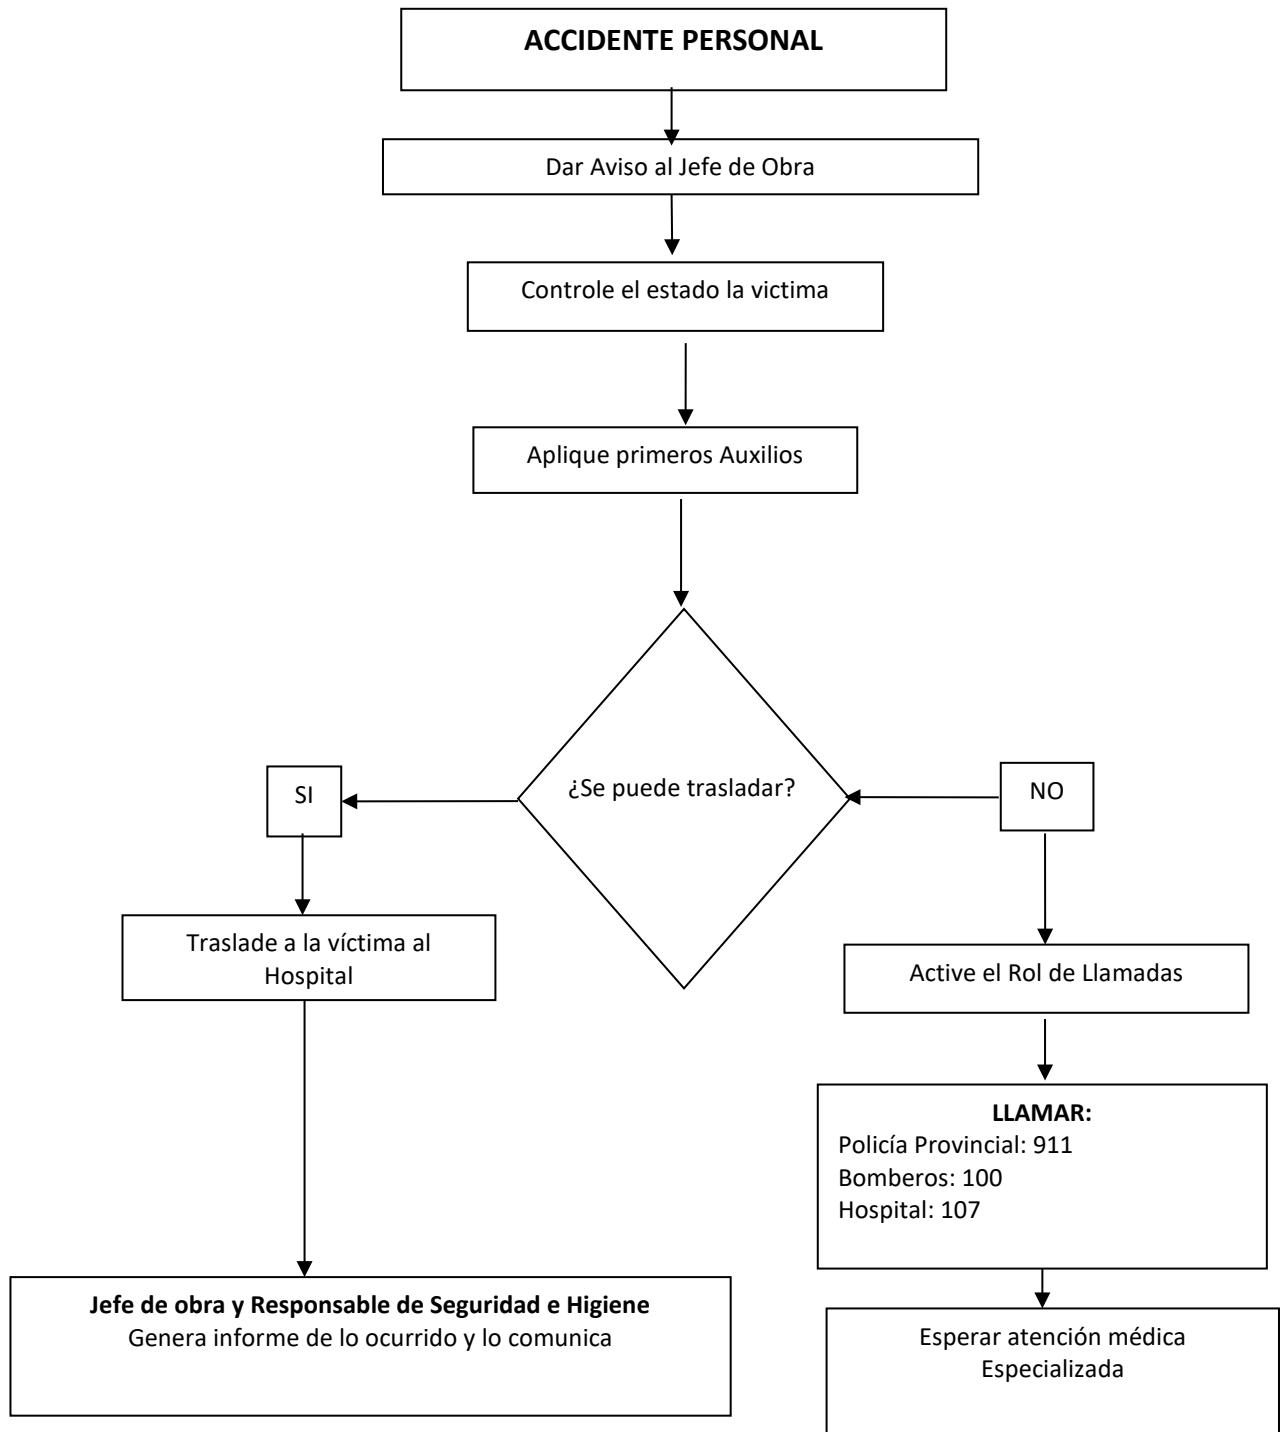 ACCIDENTE PERSONAL
Dar Aviso al Jefe de Obra
Controle el estado la victima
Aplique primeros Auxilios
¿Se puede trasladar?
SI
NO
Traslade a la víctima al
Hospital
Active el Rol de Llamadas
LLAMAR:
Policía Provincial: 911
Bomberos: 100
Hospital: 107
Jefe de obra y Responsable de Seguridad e Higiene
Genera informe de lo ocurrido y lo comunica
Esperar atención médica
Especializada